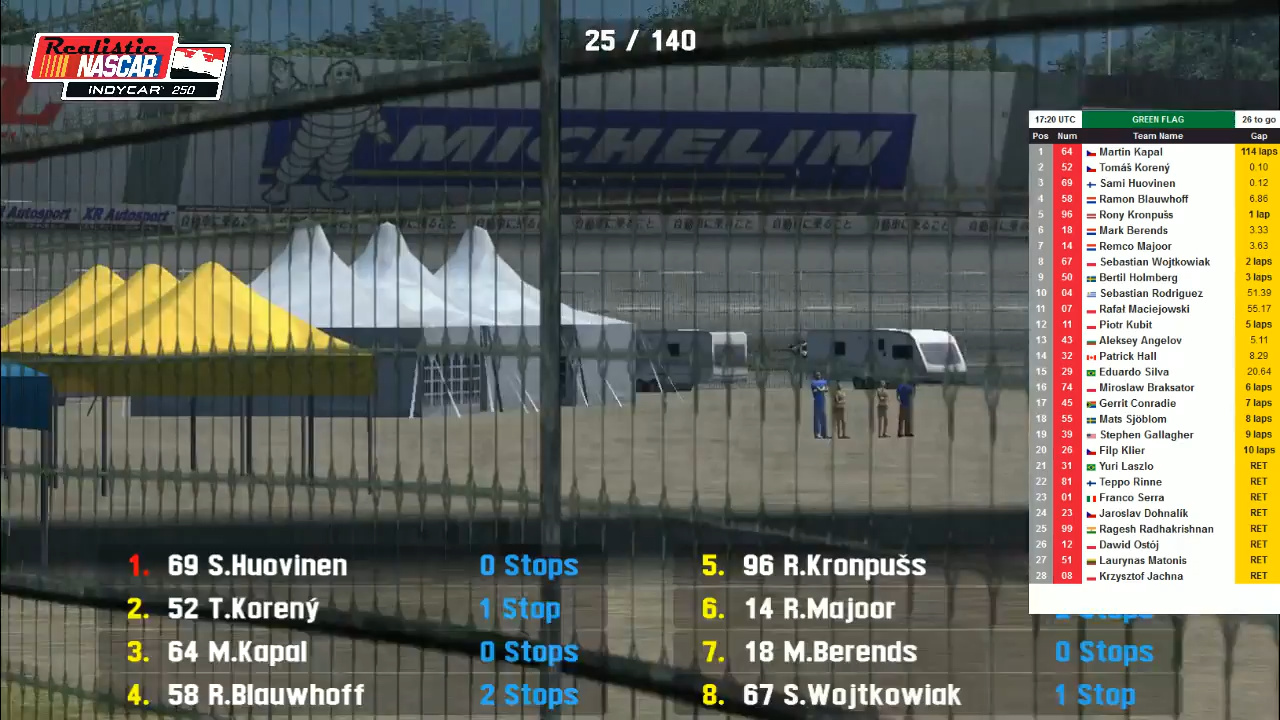 25 / 140
Realistic
NASCAR
INDYCAR 250
MICHELIN
XR Autosport
17:20 UTC GREEN FLAG 26 to go
Pos Num Team Name Gap
1 64 Martin Kapal 114 laps
2 52 Tomáš Korený 0.10
3 69 Sami Huovinen 0.12
4 58 Ramon Blauwhoff 6.86
5 96 Rony Kronpušs 1 lap
6 18 Mark Berends 3.33
7 14 Remco Majoor 3.63
8 67 Sebastian Wojtkowiak 2 laps
9 50 Bertil Holmberg 3 laps
10 04 Sebastian Rodriguez 51.39
11 07 Rafał Maciejowski 55.17
12 11 Piotr Kubit 5 laps
13 43 Aleksey Angelov 5.11
14 32 Patrick Hall 8.29
15 29 Eduardo Silva 20.64
16 74 Miroslaw Braksator 6 laps
17 45 Gerrit Conradie 7 laps
18 55 Mats Sjöblom 8 laps
19 39 Stephen Gallagher 9 laps
20 26 Filp Klier 10 laps
21 31 Yuri Laszlo RET
22 81 Teppo Rinne RET
23 01 Franco Serra RET
24 23 Jaroslav Dohnalík RET
25 99 Ragesh Radhakrishnan RET
26 12 Dawid Ostój RET
27 51 Laurynas Matonis RET
28 08 Krzysztof Jachna RET
1. 69 S.Huovinen 0 Stops
2. 52 T.Korený 1 Stop
3. 64 M.Kapal 0 Stops
4. 58 R.Blauwhoff 2 Stops
5. 96 R.Kronpušs
6. 14 R.Majoor Stops
7. 18 M.Berends 0 Stops
8. 67 S.Wojtkowiak 1 Stop